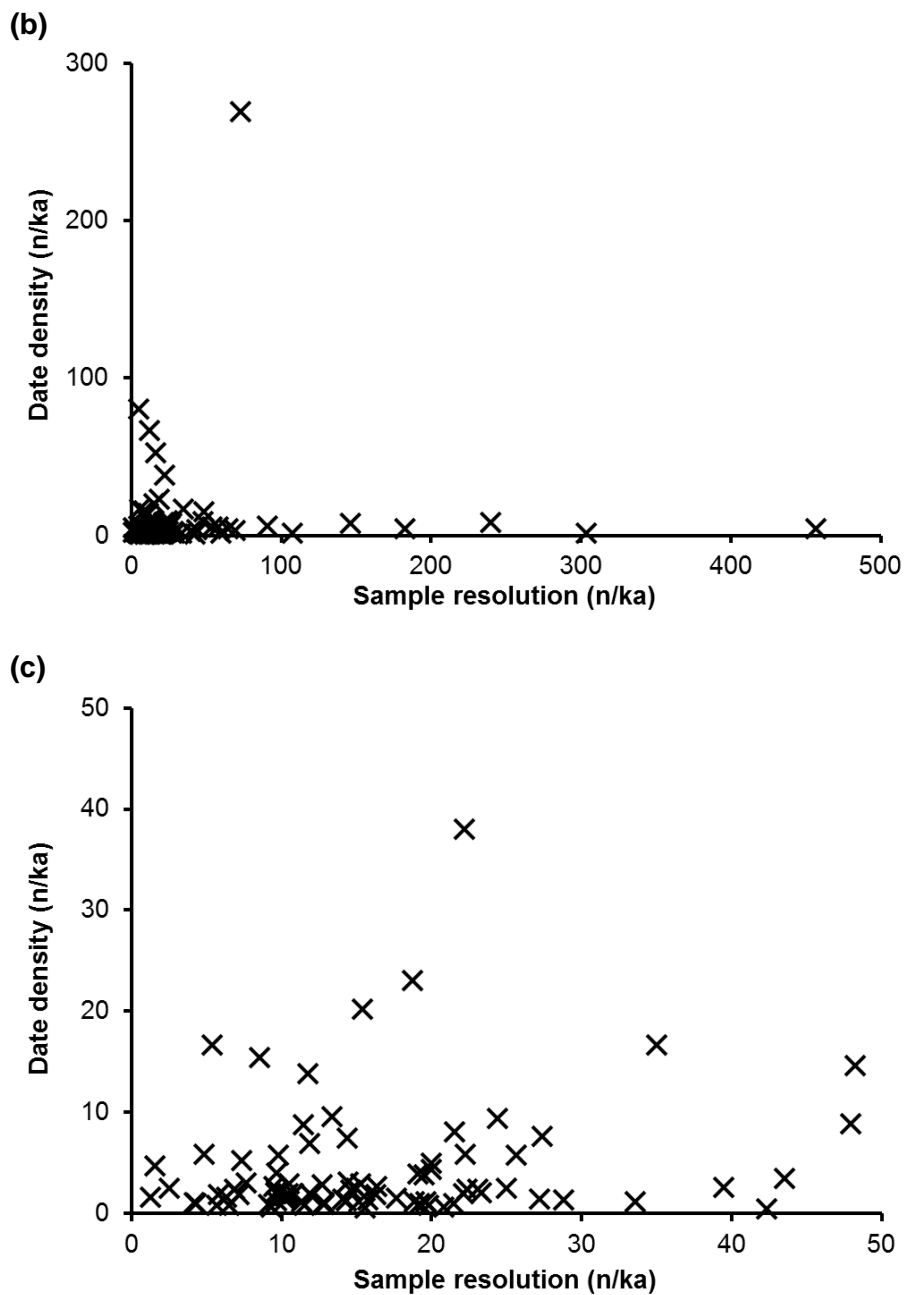 (b)
300
200
100
0
Date density (n/ka)
0 100 200 300 400 500
Sample resolution (n/ka)
(c)
50
40
30
20
10
0
Date density (n/ka)
0 10 20 30 40 50
Sample resolution (n/ka)